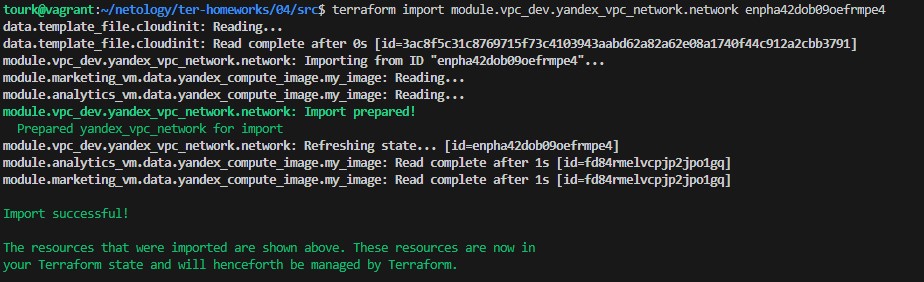 tourk@vagrant:~/netology/ter-homeworks/04/src$ terraform import module.vpc_dev.yandex_vpc_network.network enpha42dob09oefrmpe4
data.template_file.cloudinit: Reading...
data.template_file.cloudinit: Read complete after 0s [id=3ac8f5c31c8769715f73c4103943aabd62a82a62e08a1740f44c912a2cbb3791]
module.vpc_dev.yandex_vpc_network.network: Importing from ID "enpha42dob09oefrmpe4"...
module.marketing_vm.data.yandex_compute_image.my_image: Reading...
module.analytics_vm.data.yandex_compute_image.my_image: Reading...
module.vpc_dev.yandex_vpc_network.network: Import prepared!
  Prepared yandex_vpc_network for import
module.vpc_dev.yandex_vpc_network.network: Refreshing state... [id=enpha42dob09oefrmpe4]
module.analytics_vm.data.yandex_compute_image.my_image: Read complete after 1s [id=fd84rmelvcpjp2jpo1gq]
module.marketing_vm.data.yandex_compute_image.my_image: Read complete after 1s [id=fd84rmelvcpjp2jpo1gq]
Import successful!
The resources that were imported are shown above. These resources are now in
your Terraform state and will henceforth be managed by Terraform.